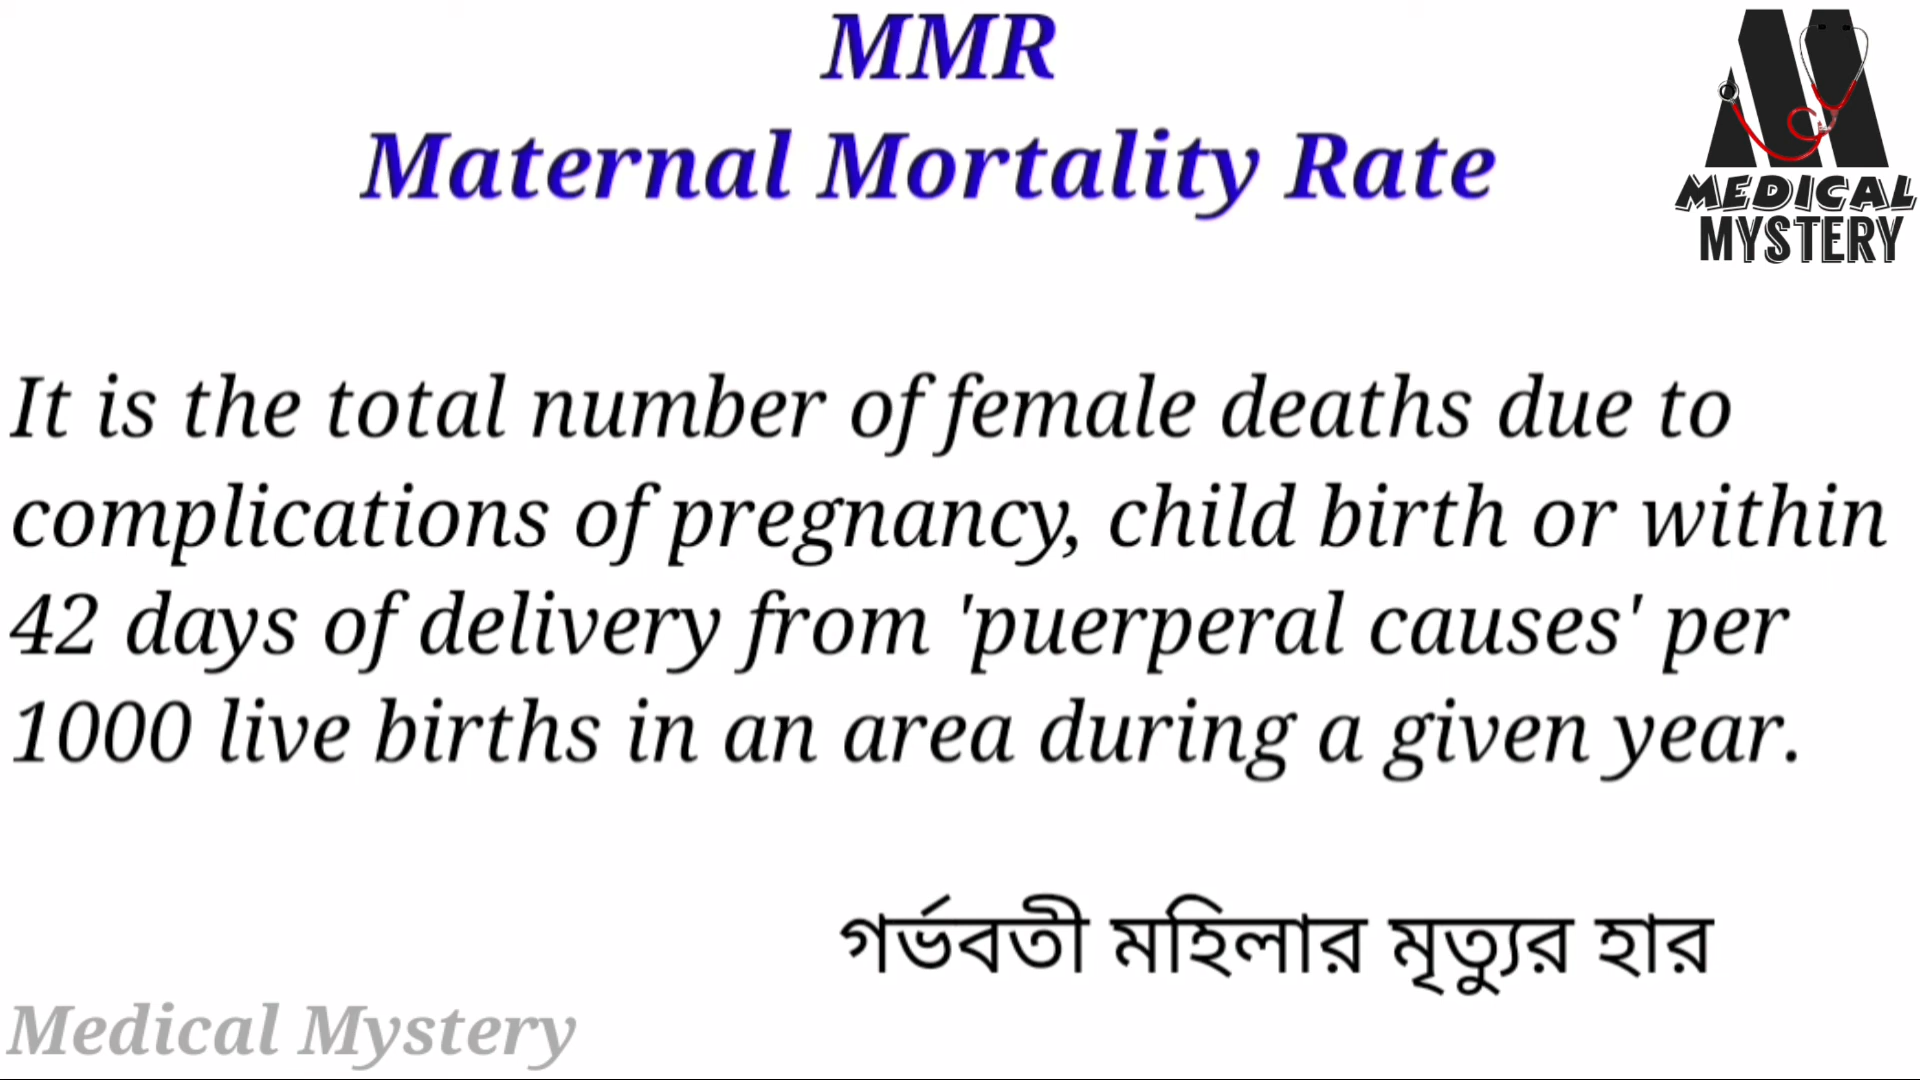 MMR
Maternal Mortality Rate
MEDICAL
MYSTERY
It is the total number of female deaths due to
complications of pregnancy, child birth or within
42 days of delivery from 'puerperal causes' per
1000 live births in an area during a given year.
গর্ভবতী মহিলার মৃত্যুর হার
Medical Mystery